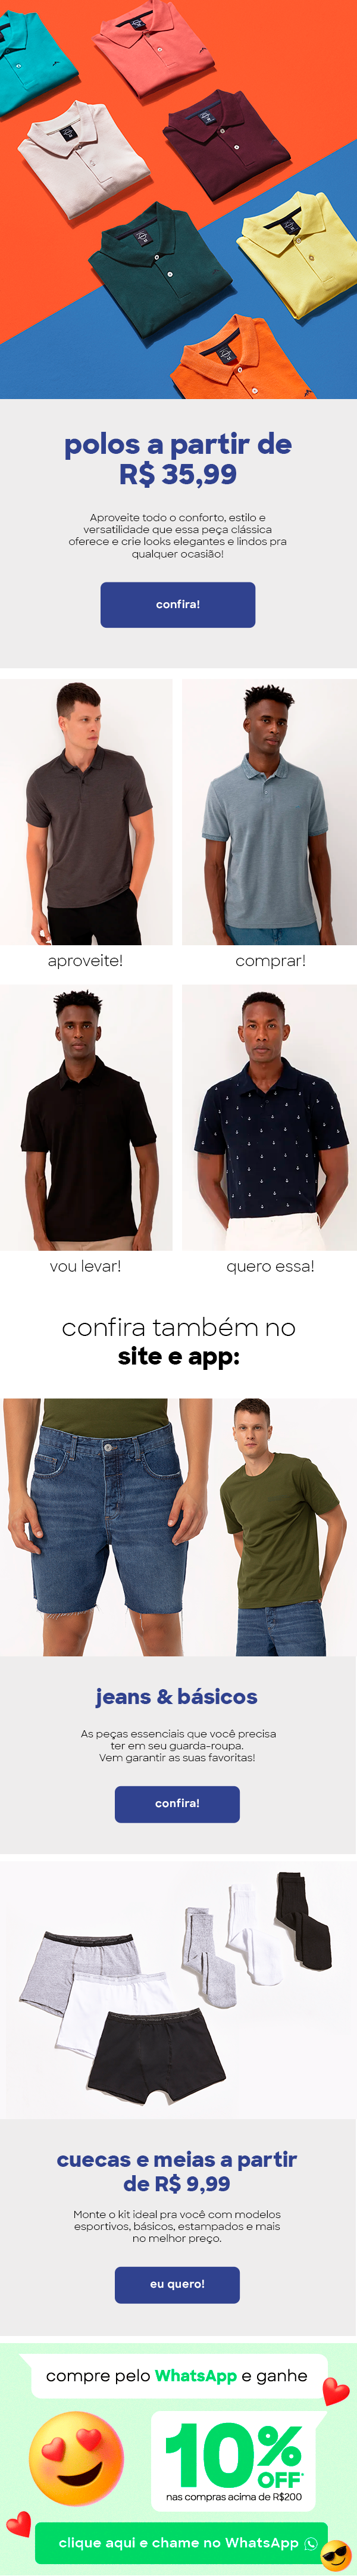 polos a partir de
R$ 35,99
Aproveite todo o conforto, estilo e
versatilidade que essa peça clássica
oferece e crie looks elegantes e lindos pra
qualquer ocasião!
confira!
aproveite!
comprar!
vou levar!
quero essa!
confira também no
site e app:
jeans & básicos
As peças essenciais que você precisa
ter em seu guarda-roupa.
Vem garantir as suas favoritas!
confira!
cuecas e meias a partir
de R$ 9,99
Monte o kit ideal pra você com modelos
esportivos, básicos, estampados e mais
no melhor preço.
eu quero!
compre pelo WhatsApp e ganhe
10%
OFF*
nas compras acima de R$200
clique aqui e chame no WhatsApp